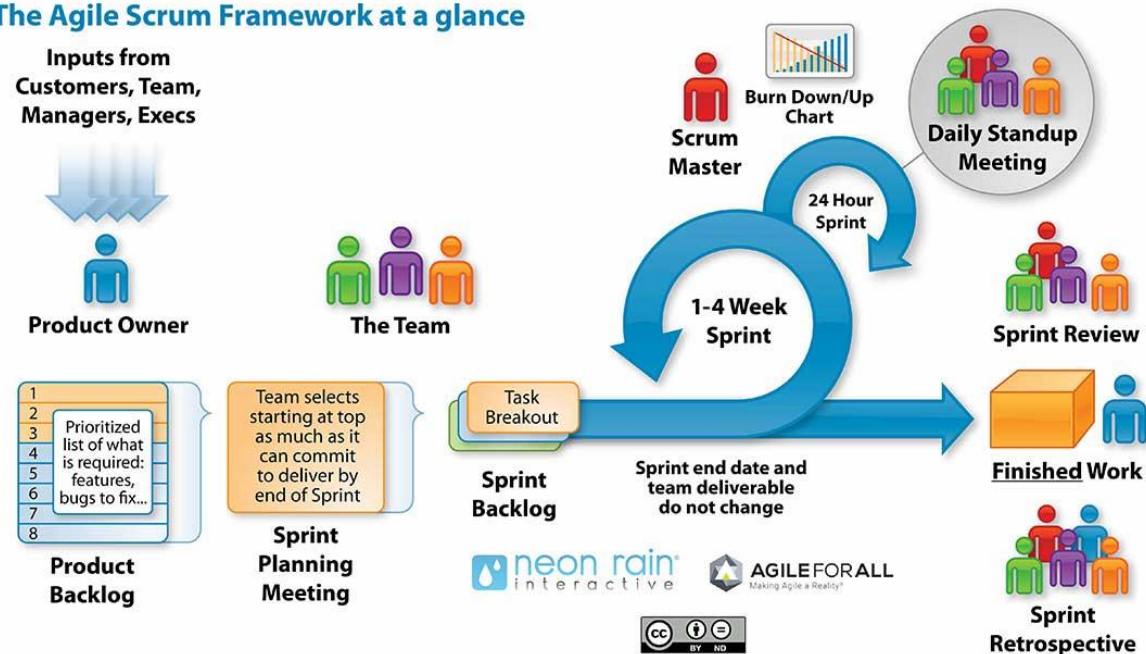 The Agile Scrum Framework at a glance
Inputs from
Customers, Team,
Managers, Execs
Product Owner
The Team
Scrum
Master
Burn Down/Up
Chart
Daily Standup
Meeting
24 Hour
Sprint
1-4 Week
Sprint
Sprint Review
1
2
3
4
5
6
7
8
Prioritized
list of what
is required:
features,
bugs to fix...
Product
Backlog
Team selects
starting at top
as much as it
can commit
to deliver by
end of Sprint
Sprint
Planning
Meeting
Task
Breakout
Sprint
Backlog
Sprint end date and
team deliverable
do not change
Finished Work
Sprint
Retrospective
neon rain®
interactive
AGILE FOR ALL
Making Agile a Reality®
cc
BY ND